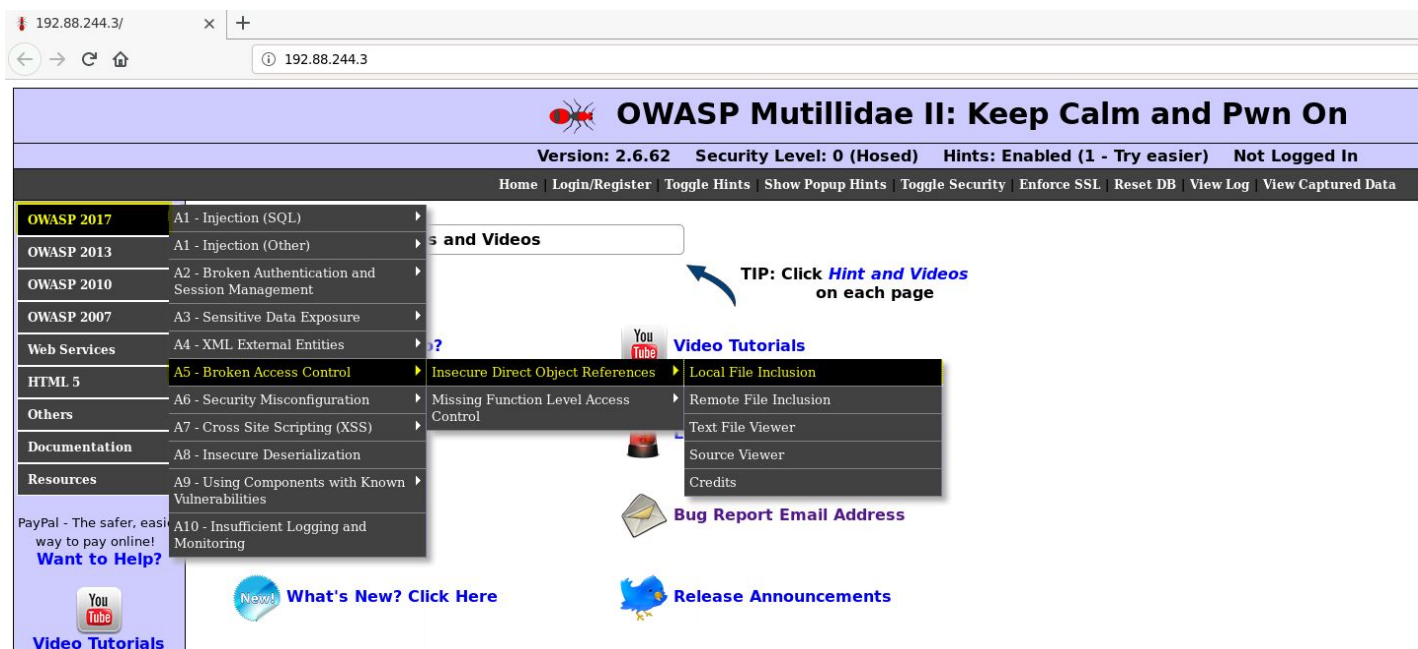 192.88.244.3/
192.88.244.3
OWASP Mutillidae II: Keep Calm and Pwn On
Version: 2.6.62 Security Level: 0 (Hosed) Hints: Enabled (1 - Try easier) Not Logged In
Home | Login/Register | Toggle Hints | Show Popup Hints | Toggle Security | Enforce SSL | Reset DB | View Log | View Captured Data
OWASP 2017
OWASP 2013
OWASP 2010
OWASP 2007
Web Services
HTML 5
Others
Documentation
Resources
PayPal - The safer,
way to pay online!
Want to Help?
You
Tube
Video Tutorials
A1 - Injection (SQL)
A1 - Injection (Other)
A2 - Broken Authentication and
Session Management
A3 - Sensitive Data Exposure
A4 - XML External Entities
A5 - Broken Access Control
A6 - Security Misconfiguration
A7 - Cross Site Scripting (XSS)
A8 - Insecure Deserialization
A9 - Using Components with Known
Vulnerabilities
A10 - Insufficient Logging and
Monitoring
Insecure Direct Object References
Missing Function Level Access
Control
Local File Inclusion
Remote File Inclusion
Text File Viewer
Source Viewer
Credits
and Videos
TIP: Click Hint and Videos
on each page
You
Tube
Video Tutorials
Bug Report Email Address
New!
What's New? Click Here
Release Announcements